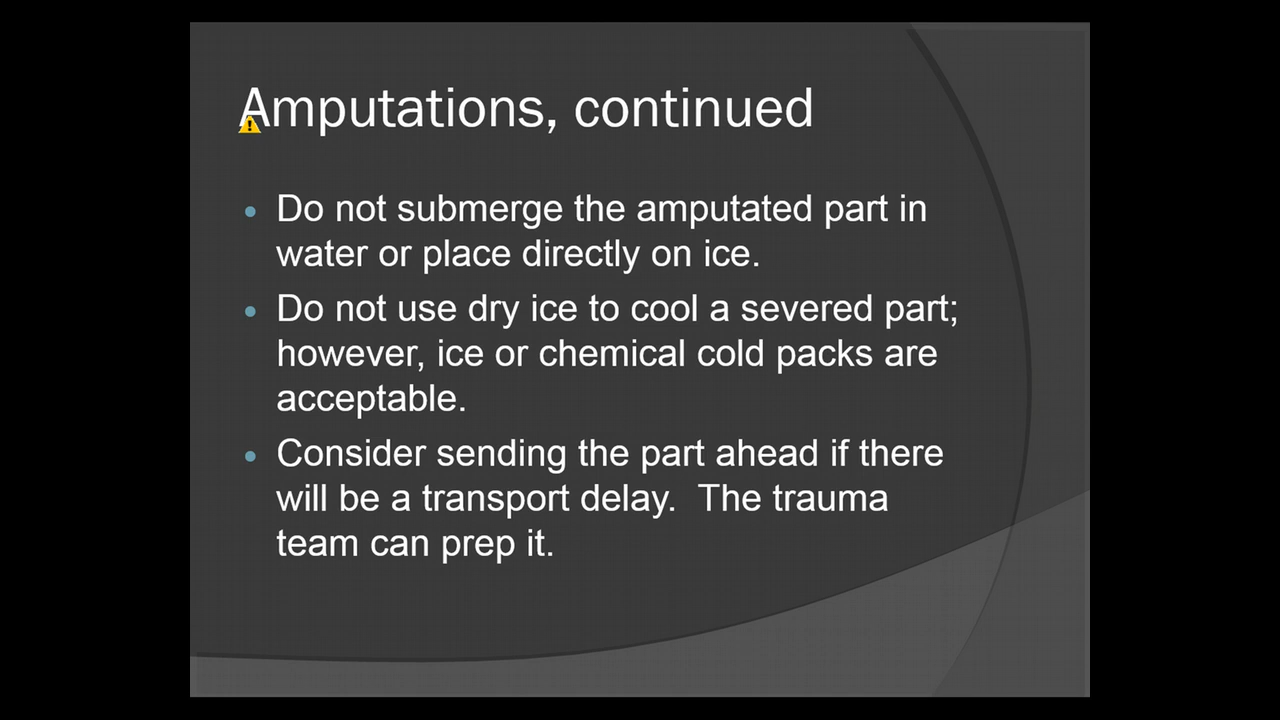 Amputations, continued
Do not submerge the amputated part in
water or place directly on ice.
Do not use dry ice to cool a severed part;
however, ice or chemical cold packs are
acceptable.
Consider sending the part ahead if there
will be a transport delay.  The trauma
team can prep it.